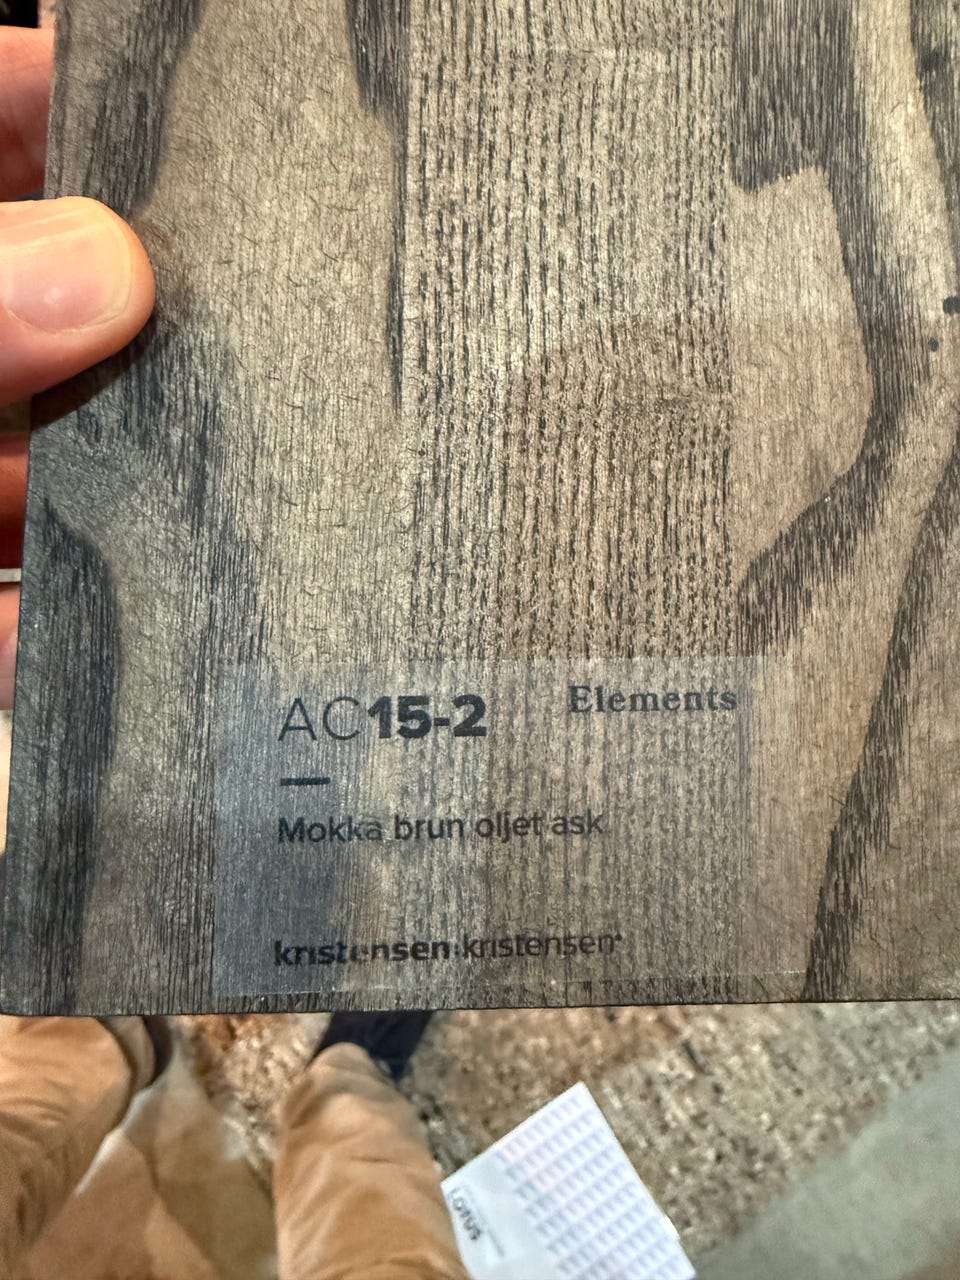 AC15-2
Elements
—
Mokka brun oljet ask
kristensen:kristensen